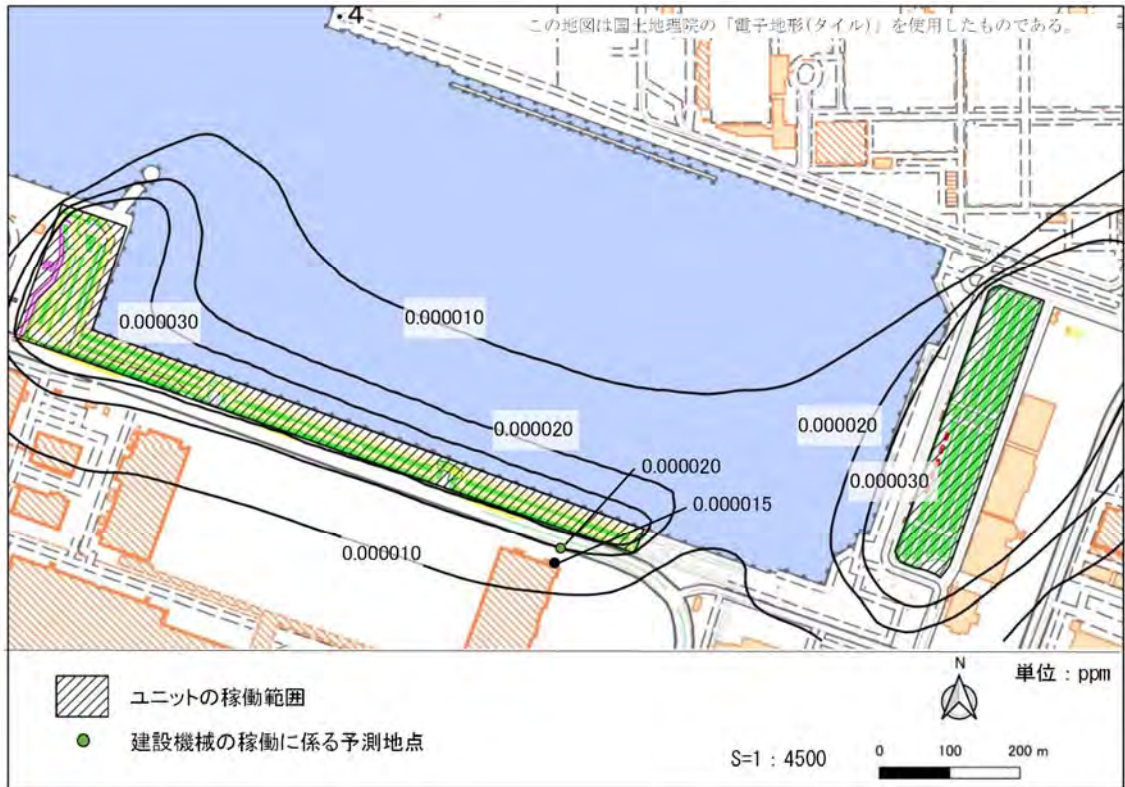 この地図は国土地理院の「電子地形(タイル)」を使用したものである。
4
0.000030
0.000010
0.000020
0.000020
0.000020
0.000030
0.000015
0.000010
ユニットの稼働範囲
建設機械の稼働に係る予測地点
N
単位：ppm
S=1：4500
0 100 200 m